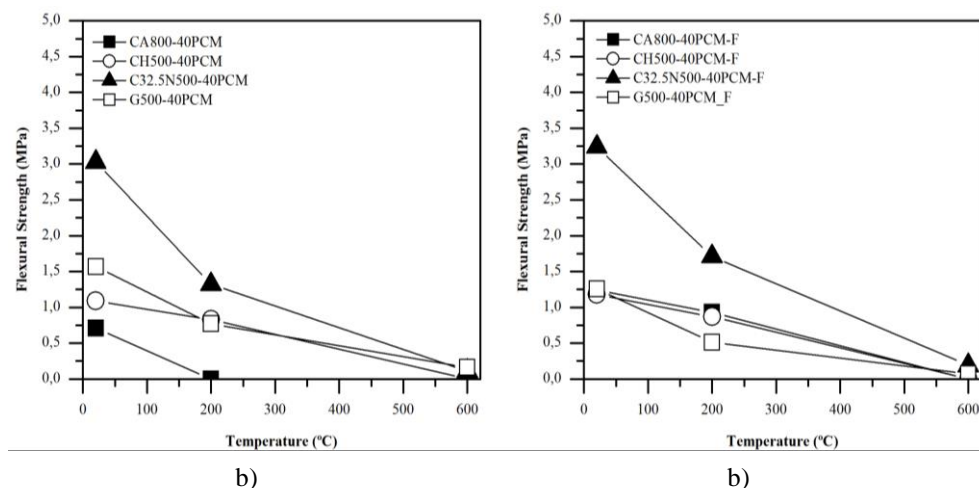 5,0
4,5
4,0
3,5
3,0
2,5
2,0
1,5
1,0
0,5
0,0
Flexural Strength (MPa)
CA800-40PCM
CH500-40PCM
C32.5N500-40PCM
G500-40PCM
0 100 200 300 400 500 600
Temperature (ºC)
b)
5,0
4,5
4,0
3,5
3,0
2,5
2,0
1,5
1,0
0,5
0,0
Flexural Strength (MPa)
CA800-40PCM-F
CH500-40PCM-F
C32.5N500-40PCM-F
G500-40PCM_F
0 100 200 300 400 500 600
Temperature (ºC)
b)